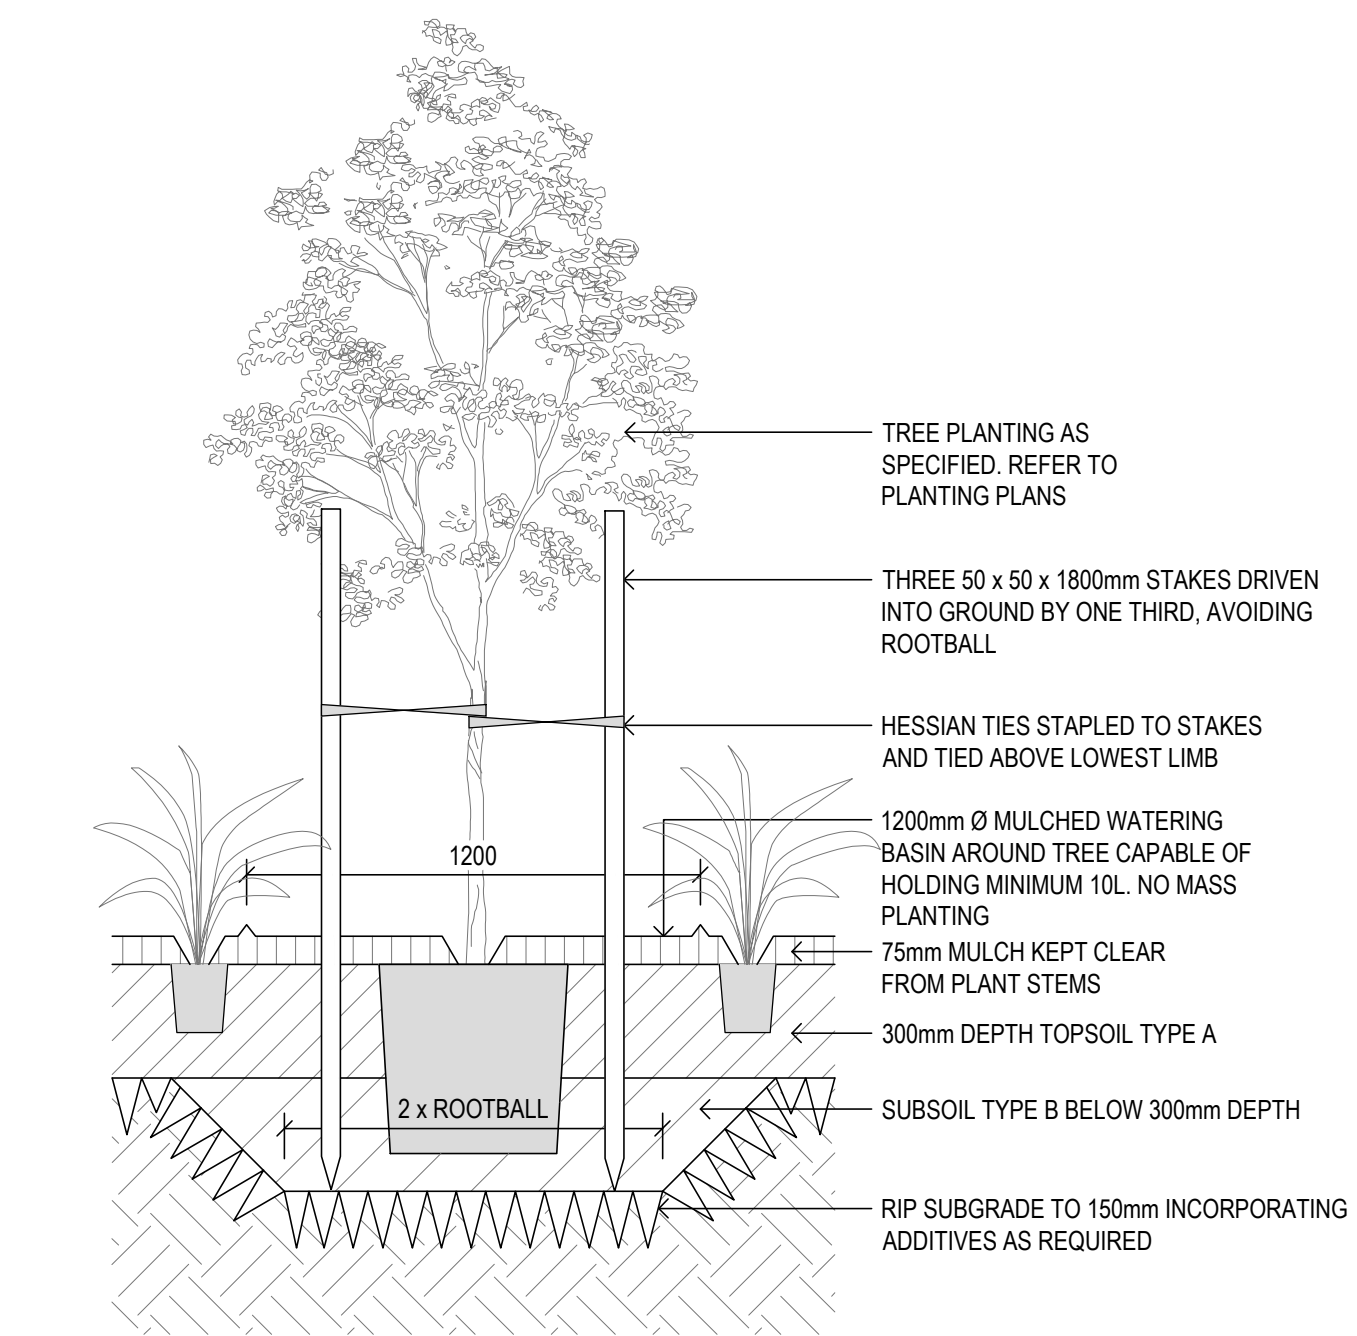 TREE PLANTING AS
SPECIFIED. REFER TO
PLANTING PLANS
THREE 50 x 50 x 1800mm STAKES DRIVEN
INTO GROUND BY ONE THIRD, AVOIDING
ROOTBALL
HESSIAN TIES STAPLED TO STAKES
AND TIED ABOVE LOWEST LIMB
1200mm Ø MULCHED WATERING
BASIN AROUND TREE CAPABLE OF
HOLDING MINIMUM 10L. NO MASS
PLANTING
1200
75mm MULCH KEPT CLEAR
FROM PLANT STEMS
300mm DEPTH TOPSOIL TYPE A
2 x ROOTBALL
SUBSOIL TYPE B BELOW 300mm DEPTH
RIP SUBGRADE TO 150mm INCORPORATING
ADDITIVES AS REQUIRED